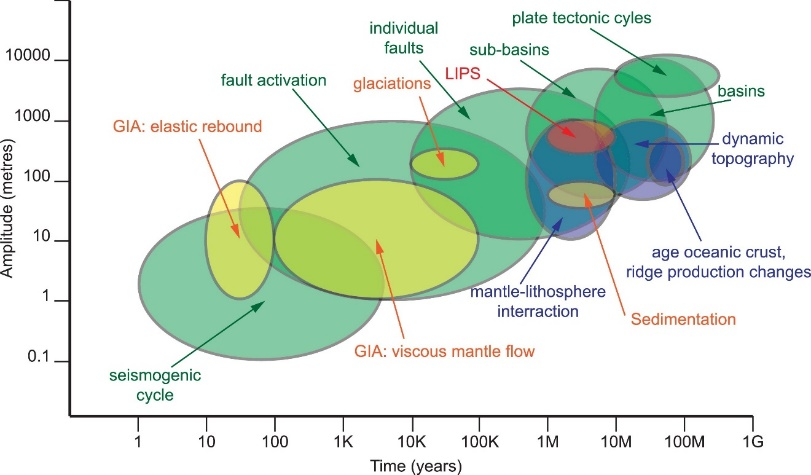 plate tectonic cyles
individual
faults
sub-basins
LIPS
fault activation
glaciations
basins
GIA: elastic rebound
dynamic
topography
age oceanic crust,
ridge production changes
mantle-lithosphere
interraction
Sedimentation
GIA: viscous mantle flow
seismogenic
cycle
Amplitude (metres)
10000
1000
100
10
1
0.1
1 10 100 1K 10K 100K 1M 10M 100M 1G
Time (years)